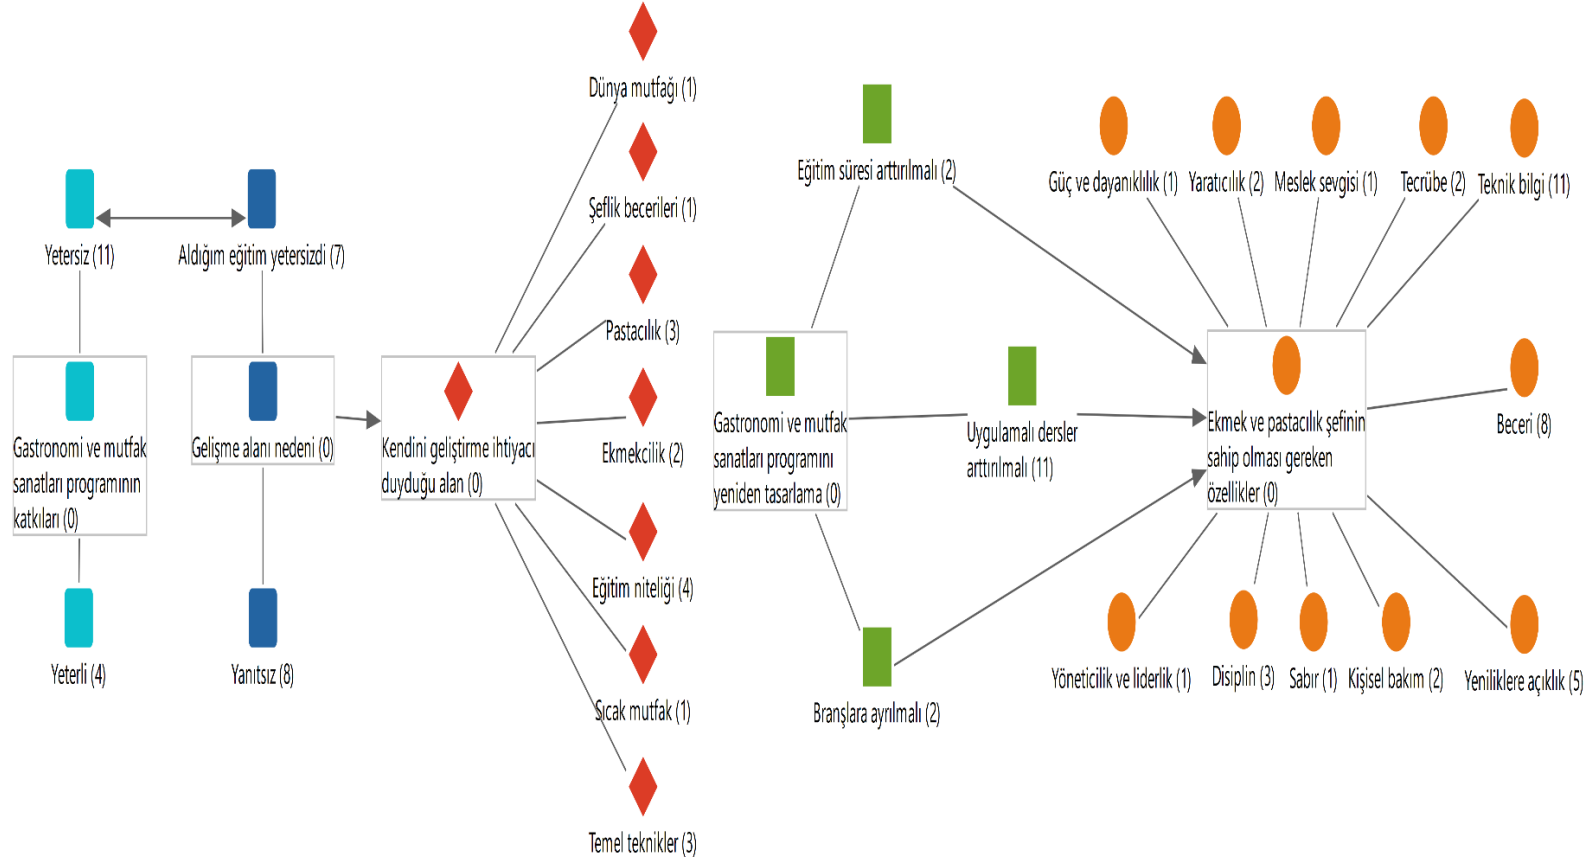 Dünya mutfağı (1)
Şeflik becerileri (1)
Pastacılık (3)
Ekmekcilik (2)
Eğitim niteliği (4)
Sıcak mutfak (1)
Temel teknikler (3)
Yetersiz (11)
Aldığım eğitim yetersizdi (7)
Gastronomi ve mutfak
sanatları programının
katkıları (0)
Gelişme alanı nedeni (0)
Kendini geliştirme ihtiyacı
duyduğu alan (0)
Yeterli (4)
Yanıtsız (8)
Eğitim süresi arttırılmalı (2)
Gastronomi ve mutfak
sanatları programını
yeniden tasarlama (0)
Uygulamalı dersler
arttırılmalı (11)
Branşlara ayrılmalı (2)
Güç ve dayanıklılık (1)
Yaratıcılık (2)
Meslek sevgisi (1)
Tecrübe (2)
Teknik bilgi (11)
Ekmek ve pastacılık şefinin
sahip olması gereken
özellikler (0)
Beceri (8)
Yöneticilik ve liderlik (1)
Disiplin (3)
Sabır (1)
Kişisel bakım (2)
Yeniliklere açıklık (5)